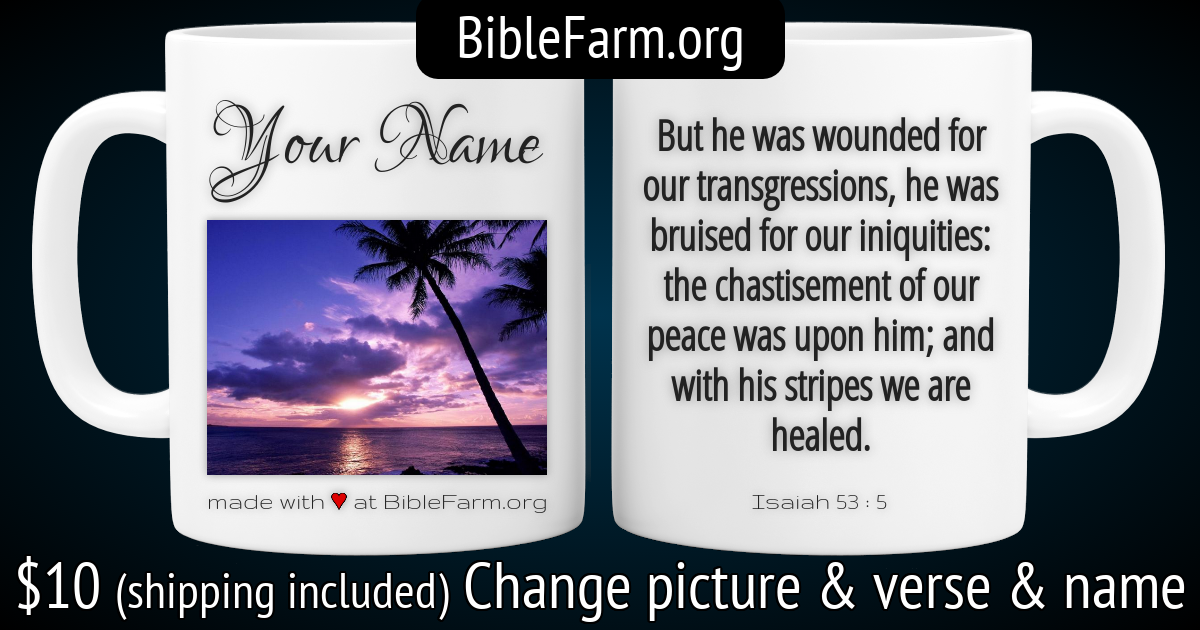 BibleFarm.org
Your Name
made with ♥ at BibleFarm.org
But he was wounded for
our transgressions, he was
bruised for our iniquities:
the chastisement of our
peace was upon him; and
with his stripes we are
healed.
Isaiah 53 : 5
$10 (shipping included) Change picture & verse & name